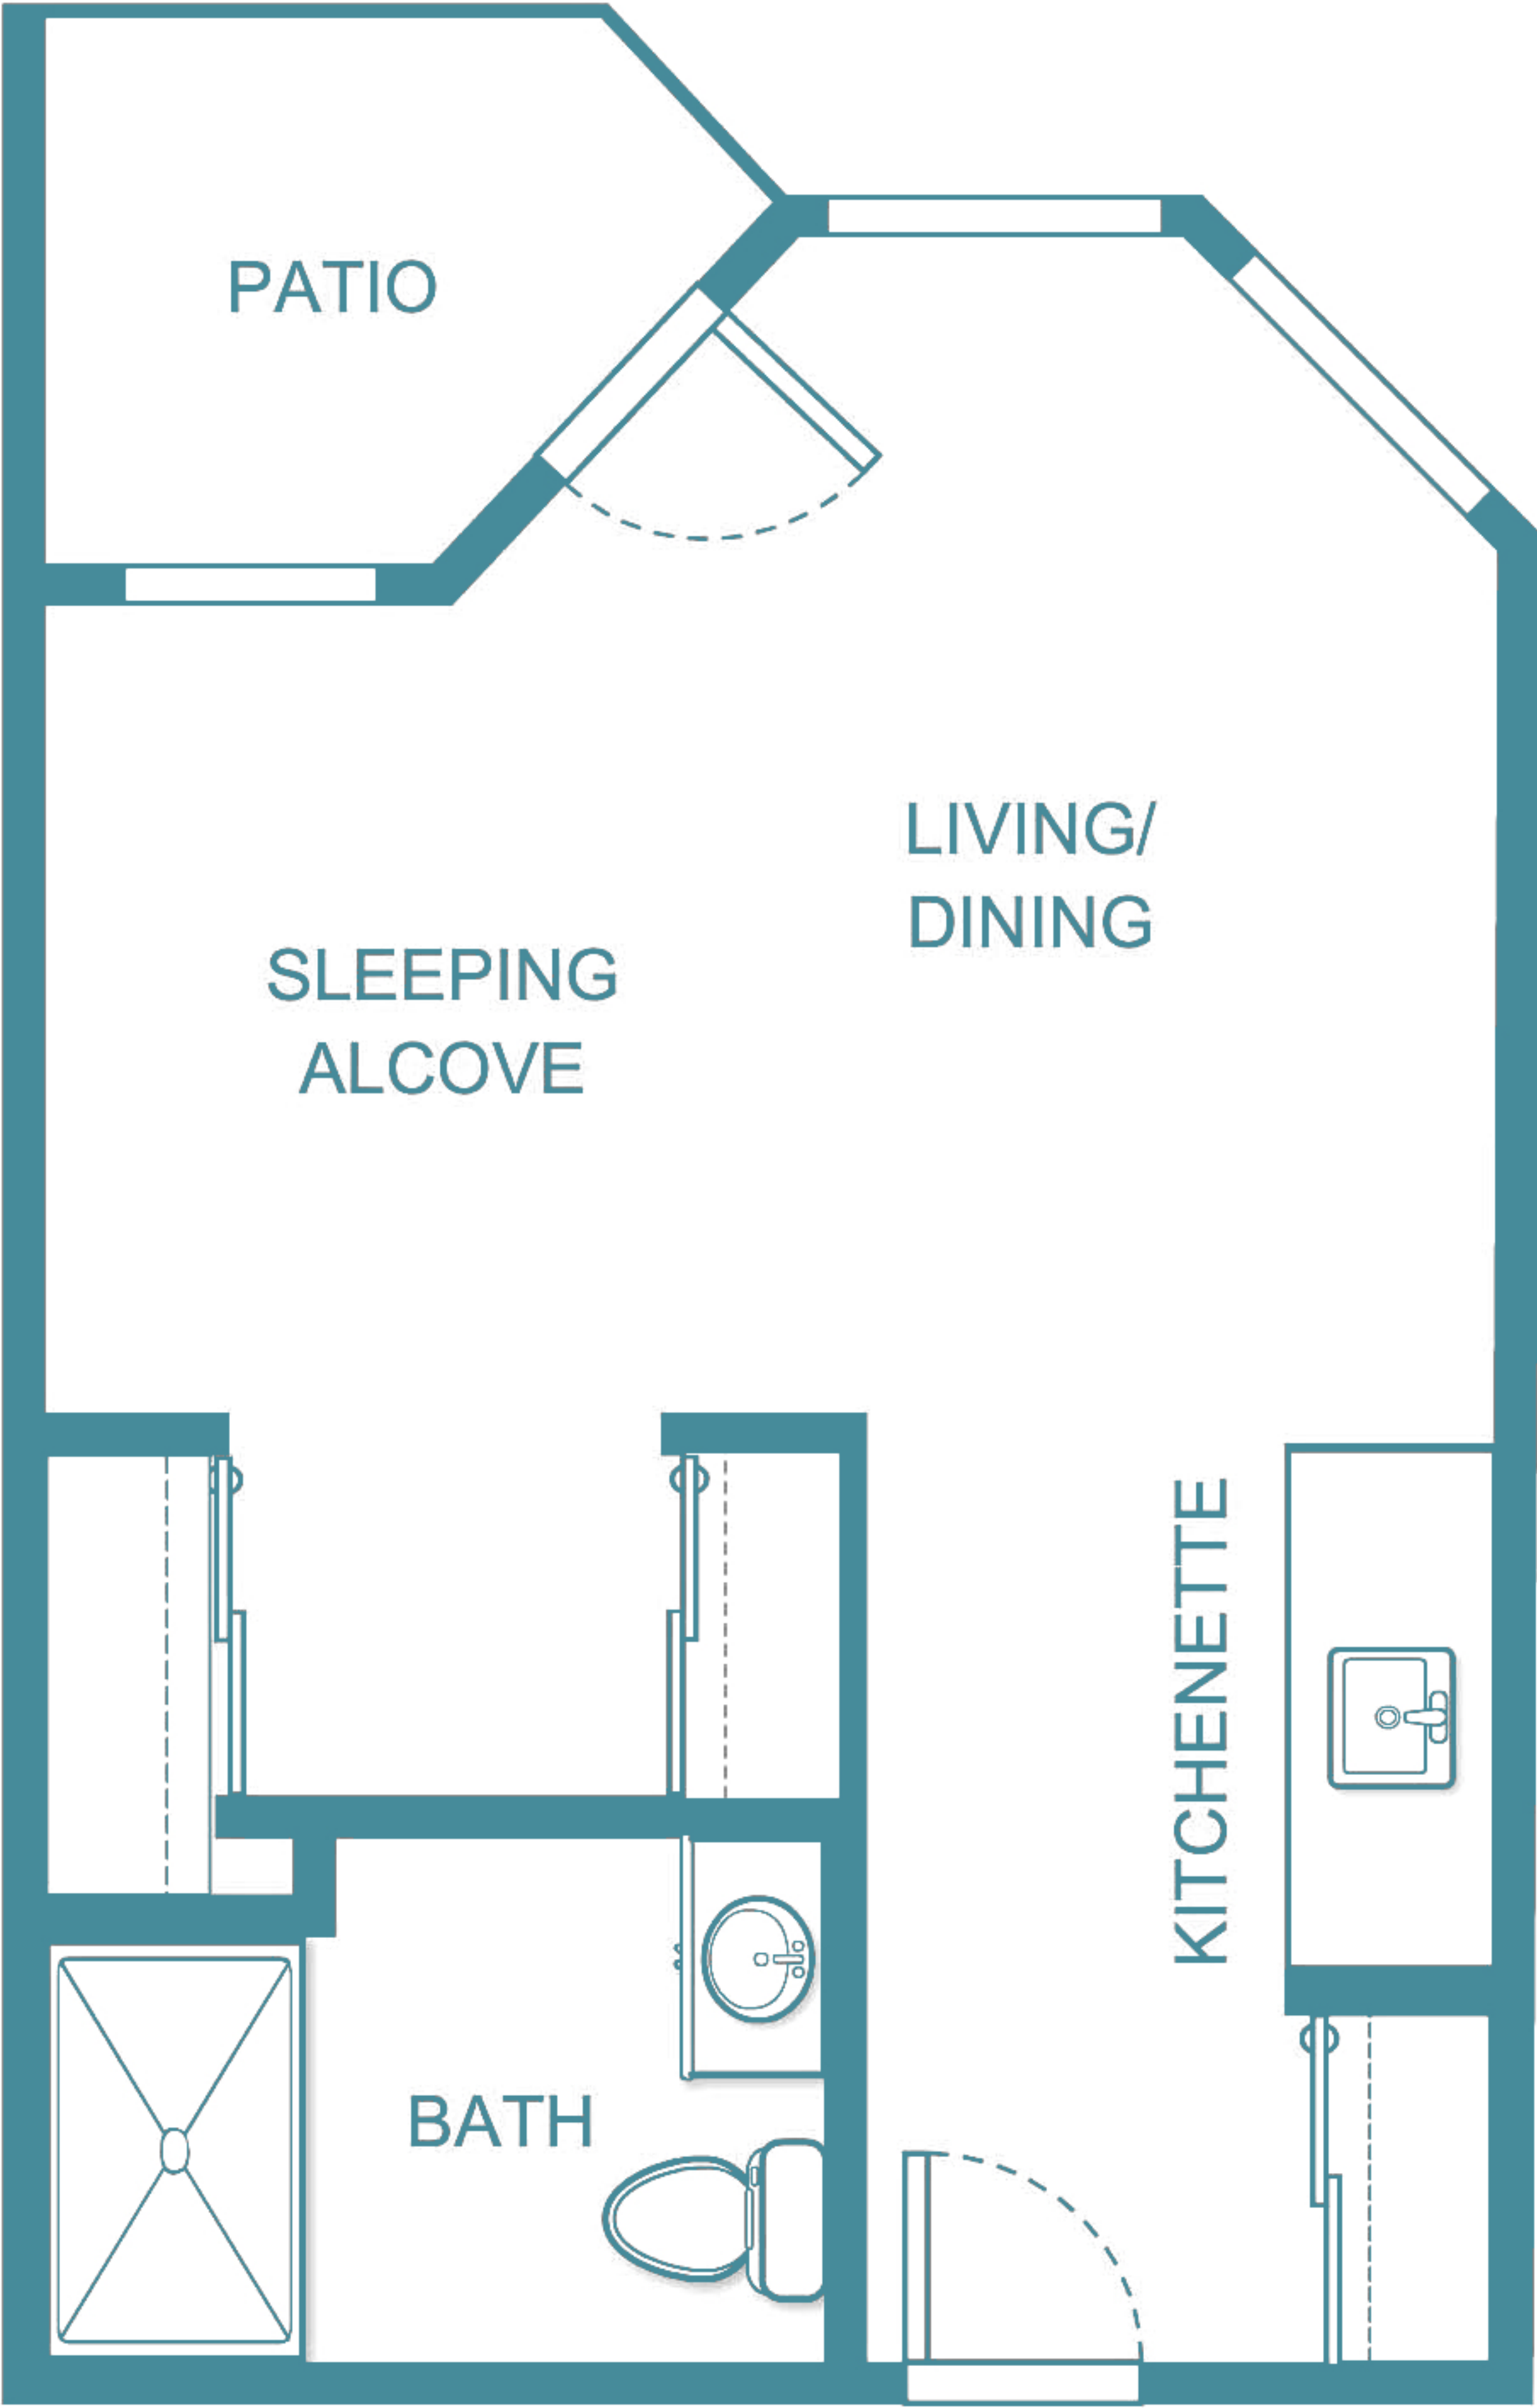 PATIO
LIVING/
DINING
SLEEPING
ALCOVE
KITCHENETTE
BATH